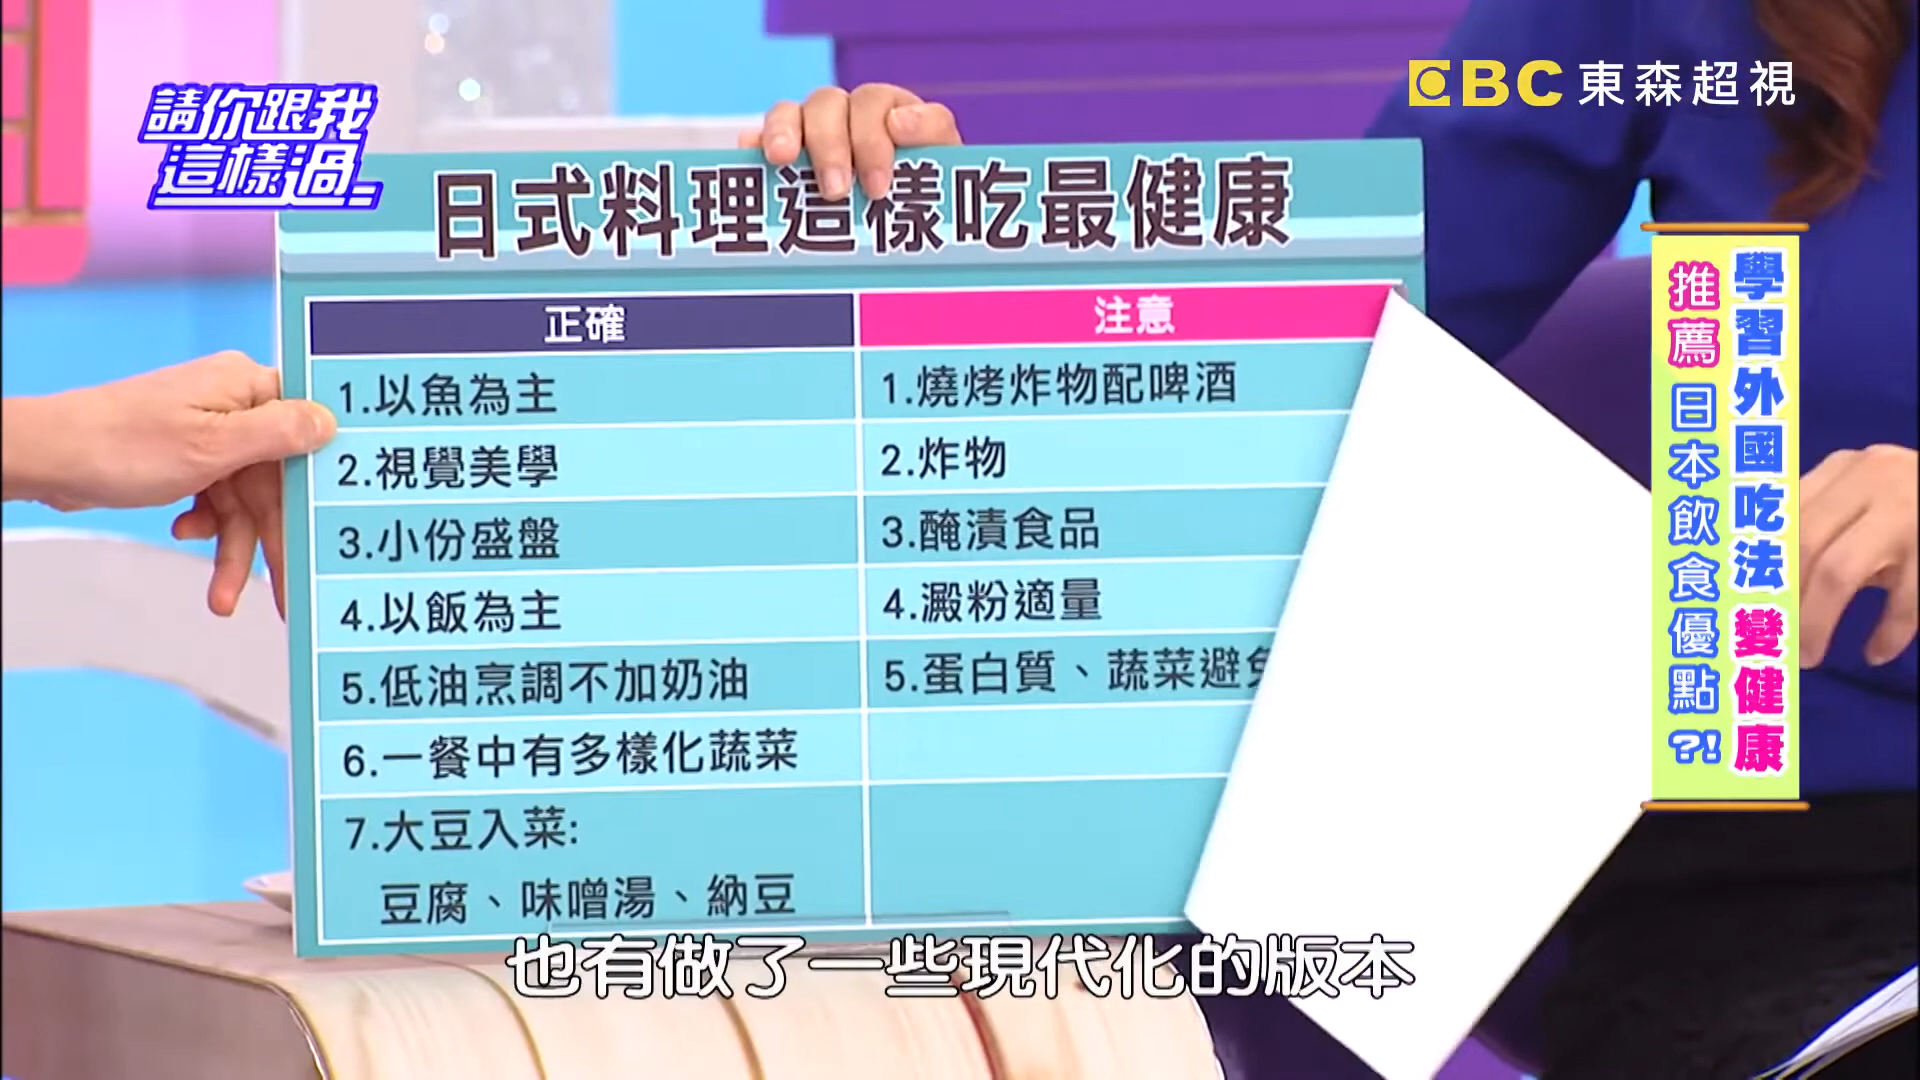 請你跟我
這樣過
EBC 東森超視
日式料理這樣吃最健康
正確
1.以魚為主
2.視覺美學
3.小份盛盤
4.以飯為主
5.低油烹調不加奶油
6.一餐中有多樣化蔬菜
7.大豆入菜:
豆腐、味噌湯、納豆
注意
1.燒烤炸物配啤酒
2.炸物
3.醃漬食品
4.澱粉適量
5.蛋白質、蔬菜避
學習外國吃法 變健康
推薦日本飲食優點?!
也有做了一些現代化的版本